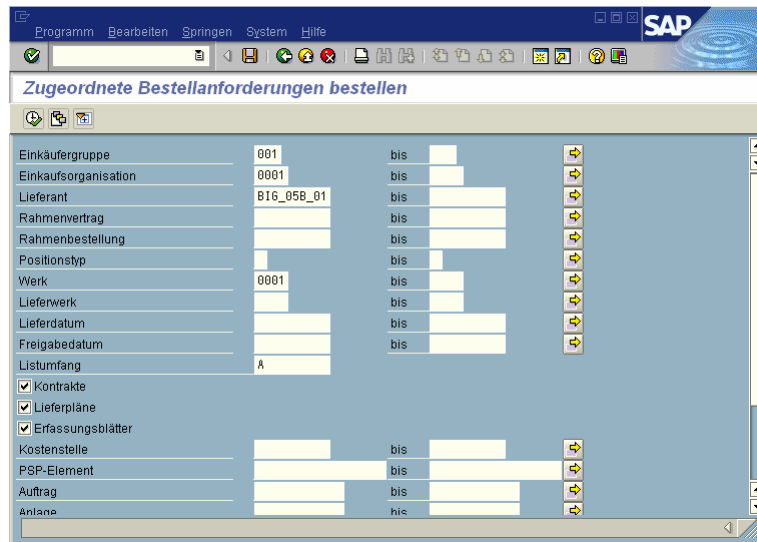 Programm Bearbeiten Springen System Hilfe
SAP
Zugeordnete Bestellanforderungen bestellen
Einkäufergruppe 001 bis
Einkaufsorganisation 0001 bis
Lieferant BIG_05B_01 bis
Rahmenvertrag bis
Rahmenbestellung bis
Positionstyp bis
Werk 0001 bis
Lieferwerk bis
Lieferdatum bis
Freigabedatum bis
Listumfang A
Kontrakte
Lieferpläne
Erfassungsblätter
Kostenstelle bis
PSP-Element bis
Auftrag bis
Anlage bis